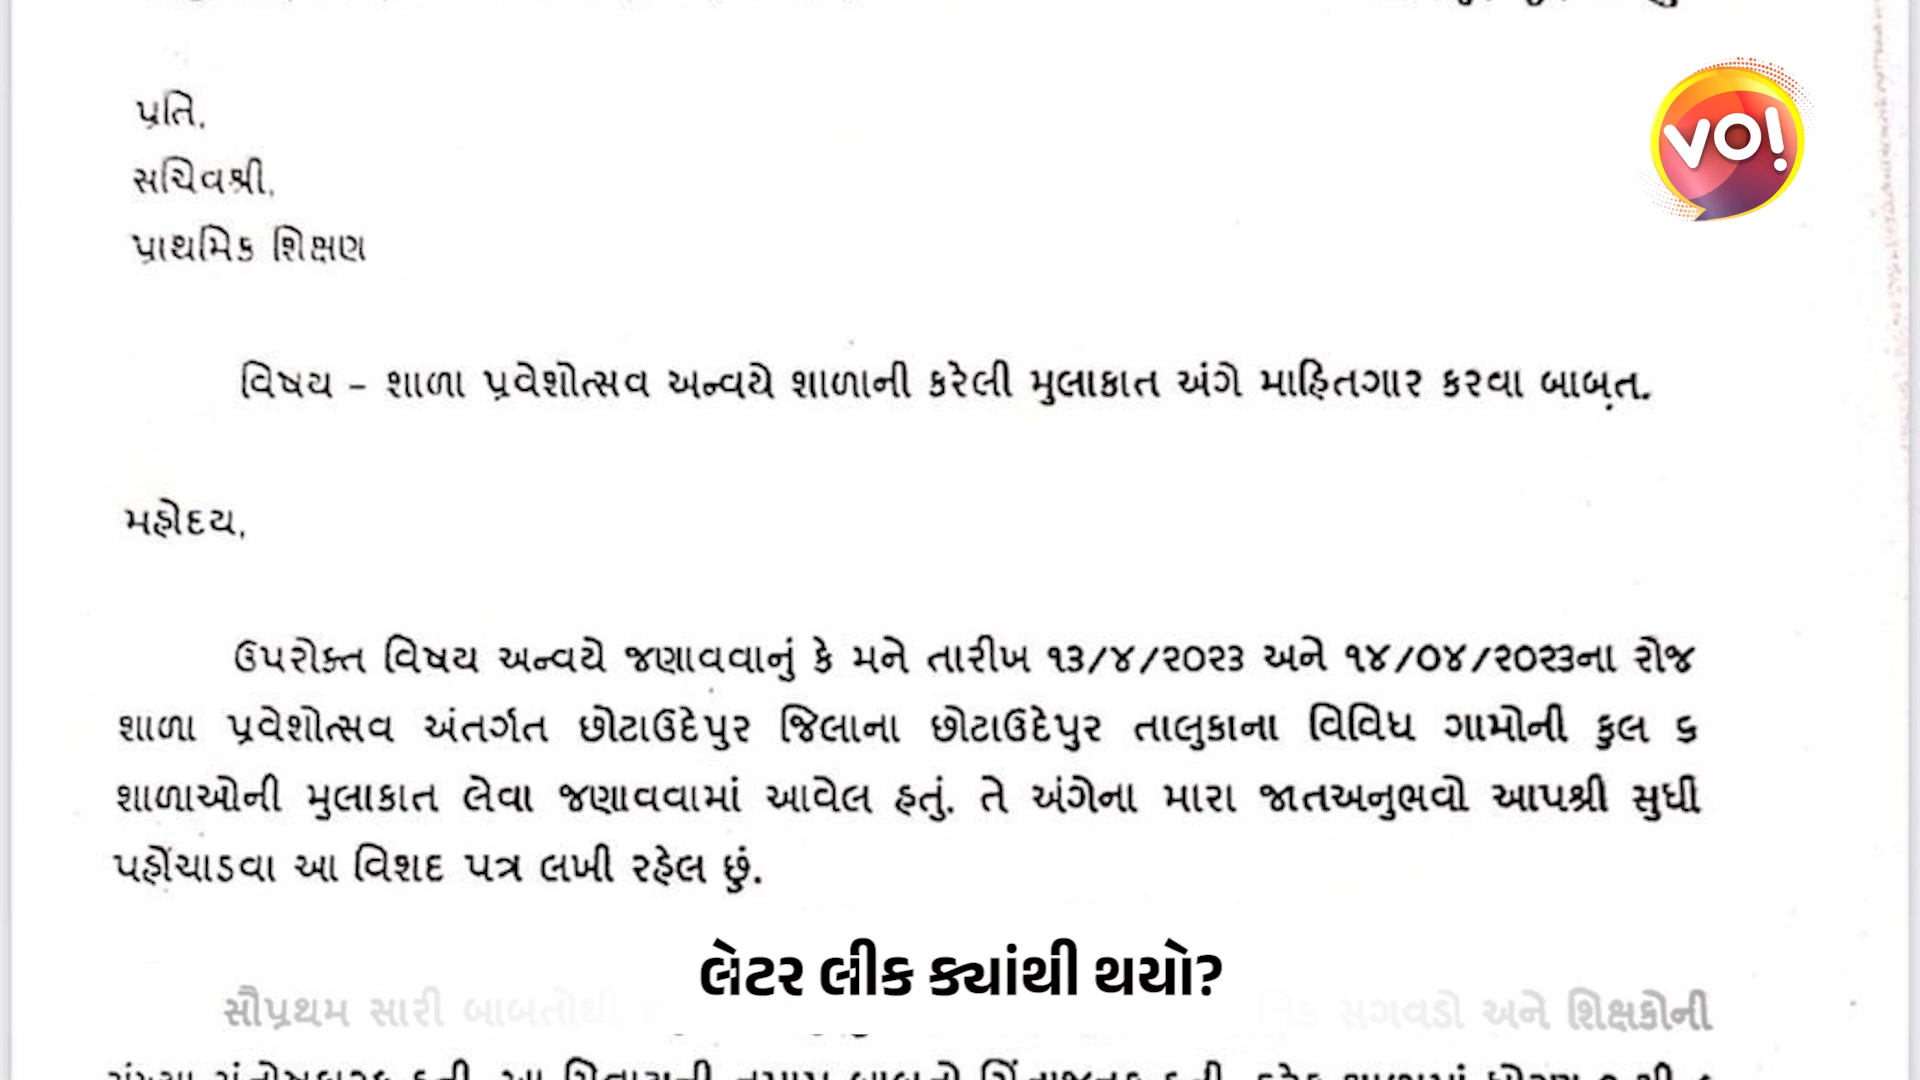 પ્રતિ,
VO!
સચિવશ્રી,
પ્રાથમિક શિક્ષણ
વિષય – શાળા પ્રવેશોત્સવ અન્વયે શાળાની કરેલી મુલાકાત અંગે માહિતગાર કરવા બાબત.
મહોદય,
ઉપરોક્ત વિષય અન્વયે જણાવવાનું કે મને તારીખ ૧૩/૪/૨૦૨૩ અને ૧૪/૦૪/૨૦૨૩ના રોજ
શાળા પ્રવેશોત્સવ અંતર્ગત છોટાઉદેપુર જિલાના છોટાઉદેપુર તાલુકાના વિવિધ ગામોની કુલ ૬
શાળાઓની મુલાકાત લેવા જણાવવામાં આવેલ હતું. તે અંગેના મારા જાતઅનુભવો આપશ્રી સુધી
પહોંચાડવા આ વિશદ પત્ર લખી રહેલ છું.
લેટર લીક ક્યાંથી થયો?
સૌપ્રથમ સારી બાબતોથી સગવડો અને શિક્ષકોની